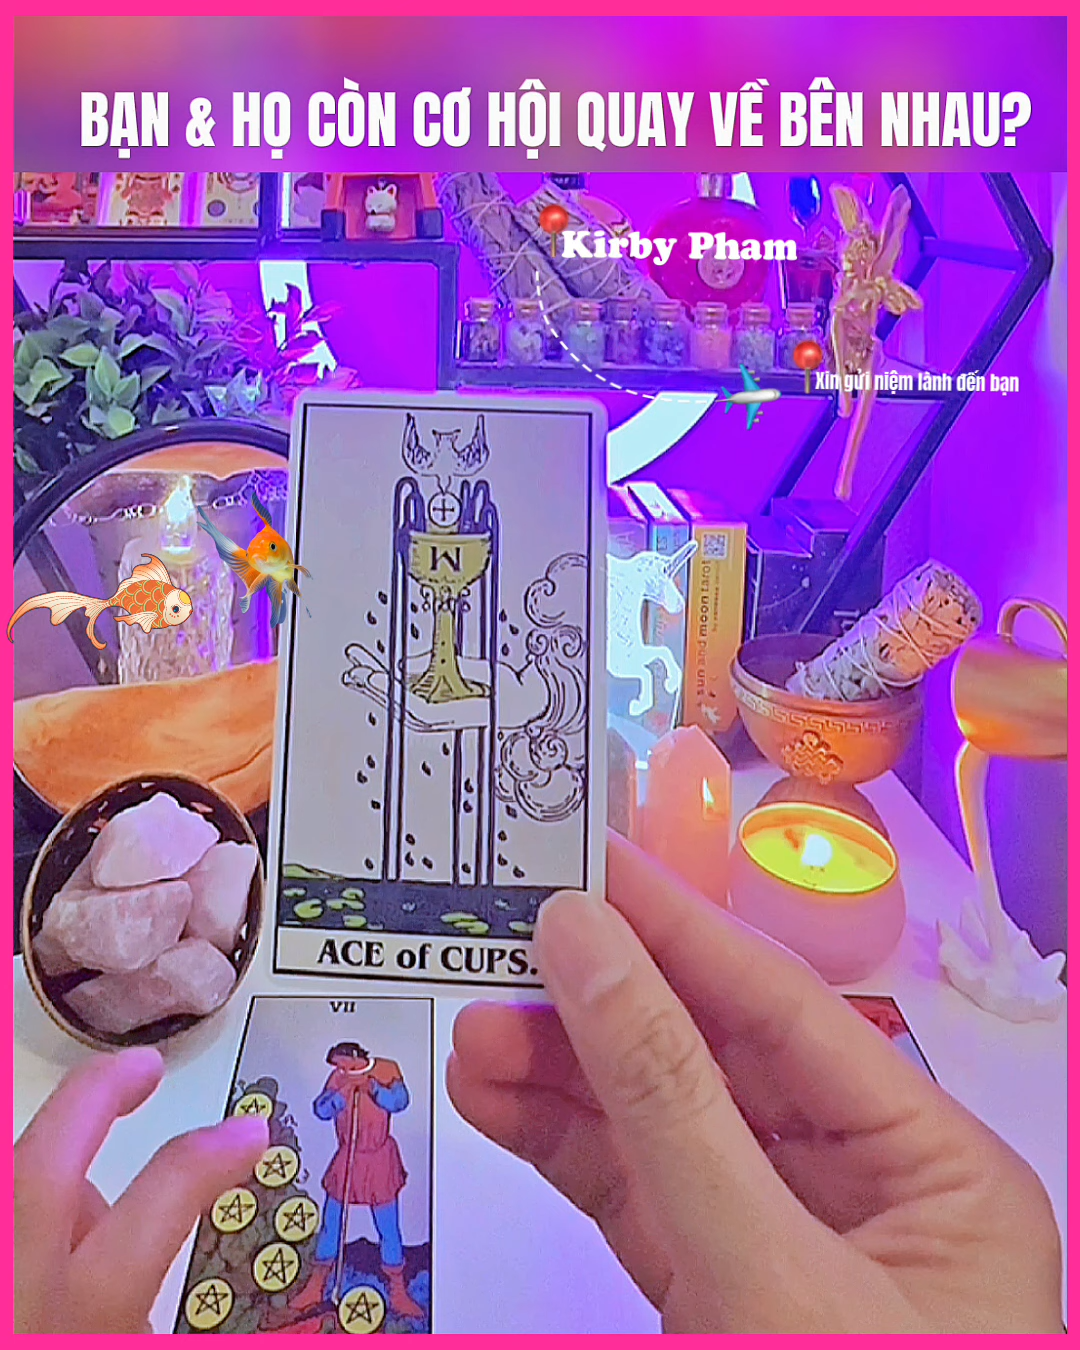 BẠN & HỌ CÒN CƠ HỘI QUAY VỀ BÊN NHAU?
Kirby Pham
Xin gửi niệm lành đến bạn
sun and moon tarot
W
ACE of CUPS.
VII